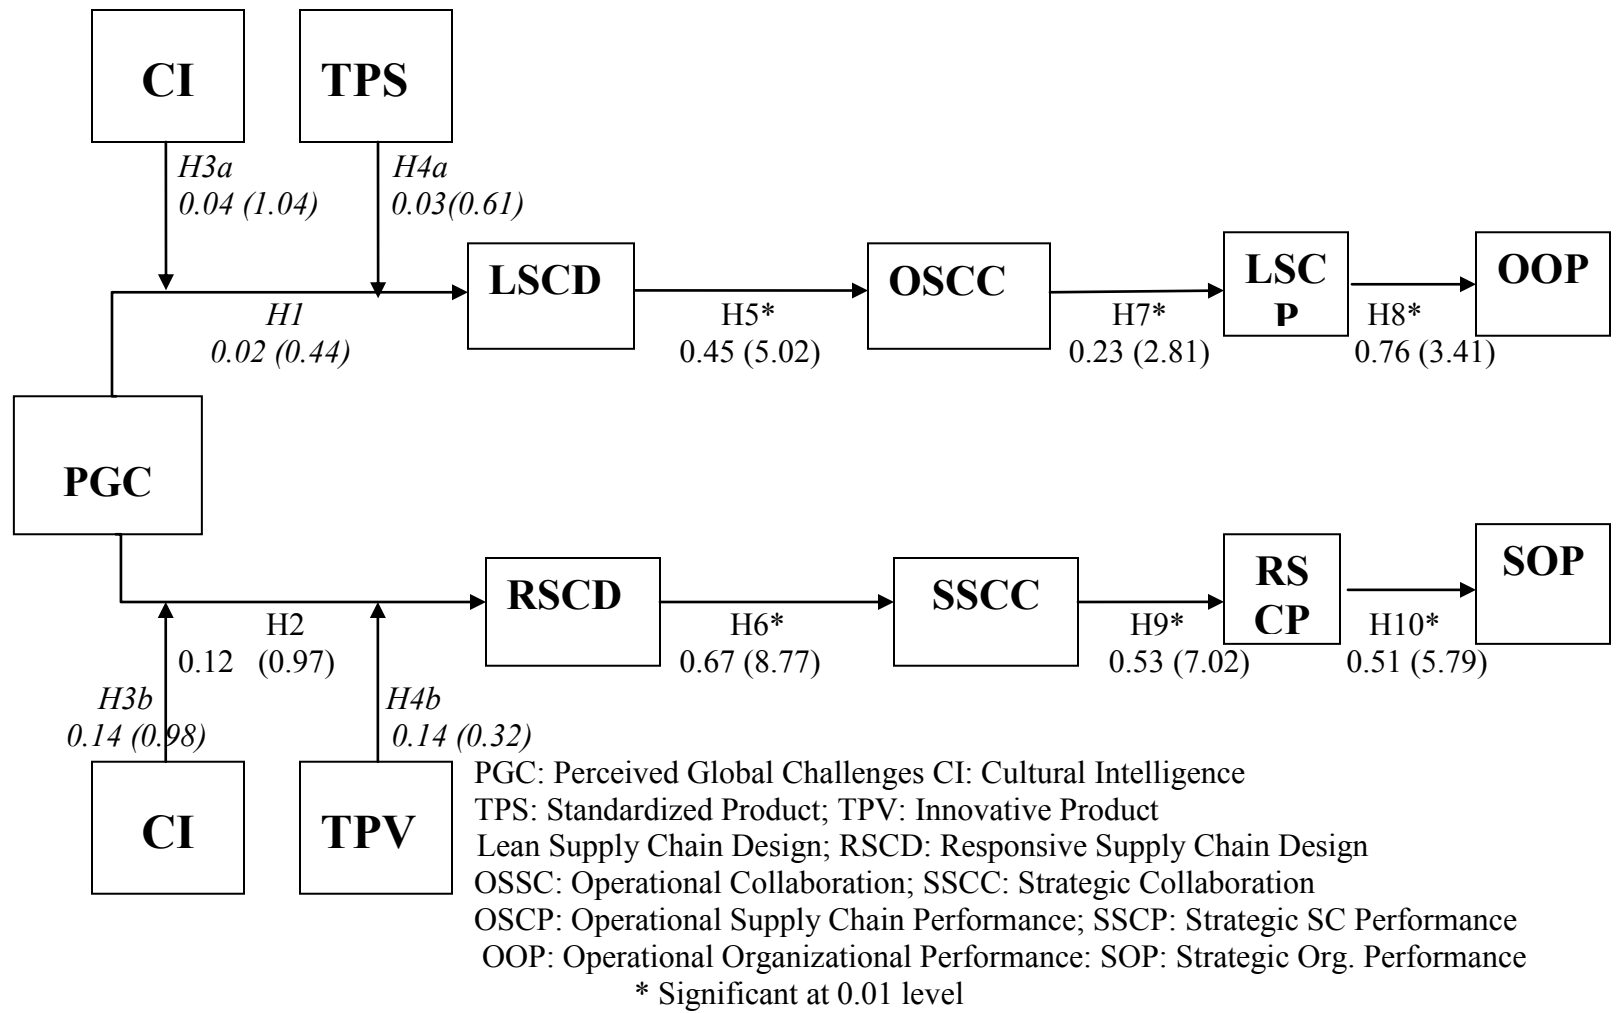 CI
TPS
H3a
0.04 (1.04)
H4a
0.03(0.61)
LSCD
OSCC
LSC
P
OOP
H1
0.02 (0.44)
H5*
0.45 (5.02)
H7*
0.23 (2.81)
H8*
0.76 (3.41)
PGC
RSCD
SSCC
RS
CP
SOP
H2
0.12 (0.97)
H6*
0.67 (8.77)
H9*
0.53 (7.02)
H10*
0.51 (5.79)
H3b
0.14 (0.98)
H4b
0.14 (0.32)
CI
TPV
PGC: Perceived Global Challenges CI: Cultural Intelligence
TPS: Standardized Product; TPV: Innovative Product
Lean Supply Chain Design; RSCD: Responsive Supply Chain Design
OSSC: Operational Collaboration; SSCC: Strategic Collaboration
OSCP: Operational Supply Chain Performance; SSCP: Strategic SC Performance
OOP: Operational Organizational Performance: SOP: Strategic Org. Performance
* Significant at 0.01 level